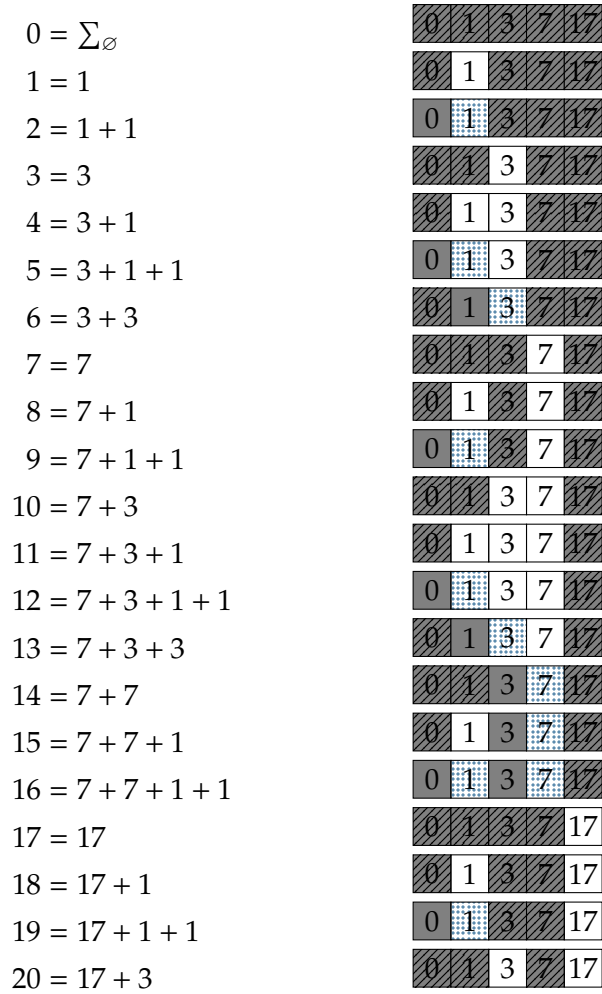 0 = ∑∅ 0 1 3 7 17
1 = 1 0 1 3 7 17
2 = 1 + 1 0 1 3 7 17
3 = 3 0 1 3 7 17
4 = 3 + 1 0 1 3 7 17
5 = 3 + 1 + 1 0 1 3 7 17
6 = 3 + 3 0 1 3 7 17
7 = 7 0 1 3 7 17
8 = 7 + 1 0 1 3 7 17
9 = 7 + 1 + 1 0 1 3 7 17
10 = 7 + 3 0 1 3 7 17
11 = 7 + 3 + 1 0 1 3 7 17
12 = 7 + 3 + 1 + 1 0 1 3 7 17
13 = 7 + 3 + 3 0 1 3 7 17
14 = 7 + 7 0 1 3 7 17
15 = 7 + 7 + 1 0 1 3 7 17
16 = 7 + 7 + 1 + 1 0 1 3 7 17
17 = 17 0 1 3 7 17
18 = 17 + 1 0 1 3 7 17
19 = 17 + 1 + 1 0 1 3 7 17
20 = 17 + 3 0 1 3 7 17